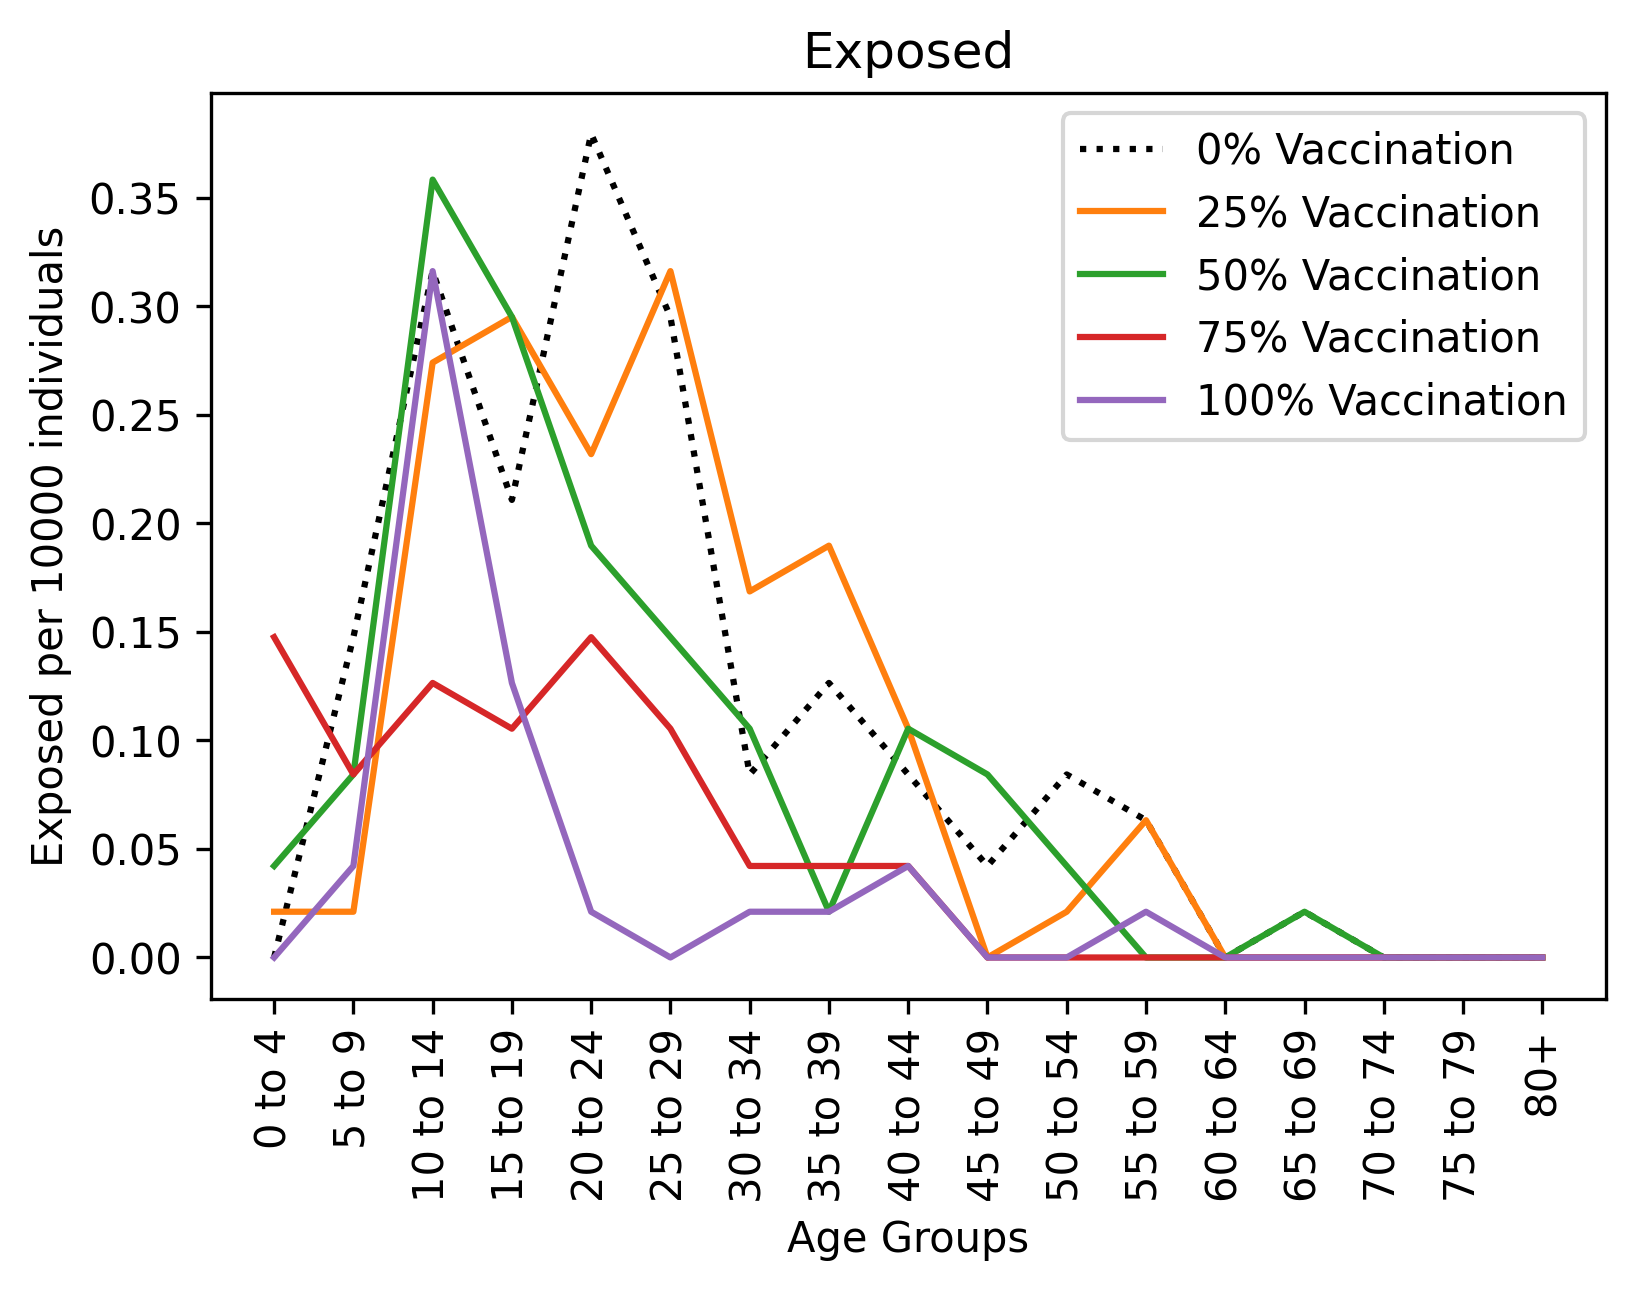 Exposed
0% Vaccination
25% Vaccination
50% Vaccination
75% Vaccination
100% Vaccination
Exposed per 10000 individuals
0.35
0.30
0.25
0.20
0.15
0.10
0.05
0.00
0 to 4
5 to 9
10 to 14
15 to 19
20 to 24
25 to 29
30 to 34
35 to 39
40 to 44
45 to 49
50 to 54
55 to 59
60 to 64
65 to 69
70 to 74
75 to 79
80+
Age Groups